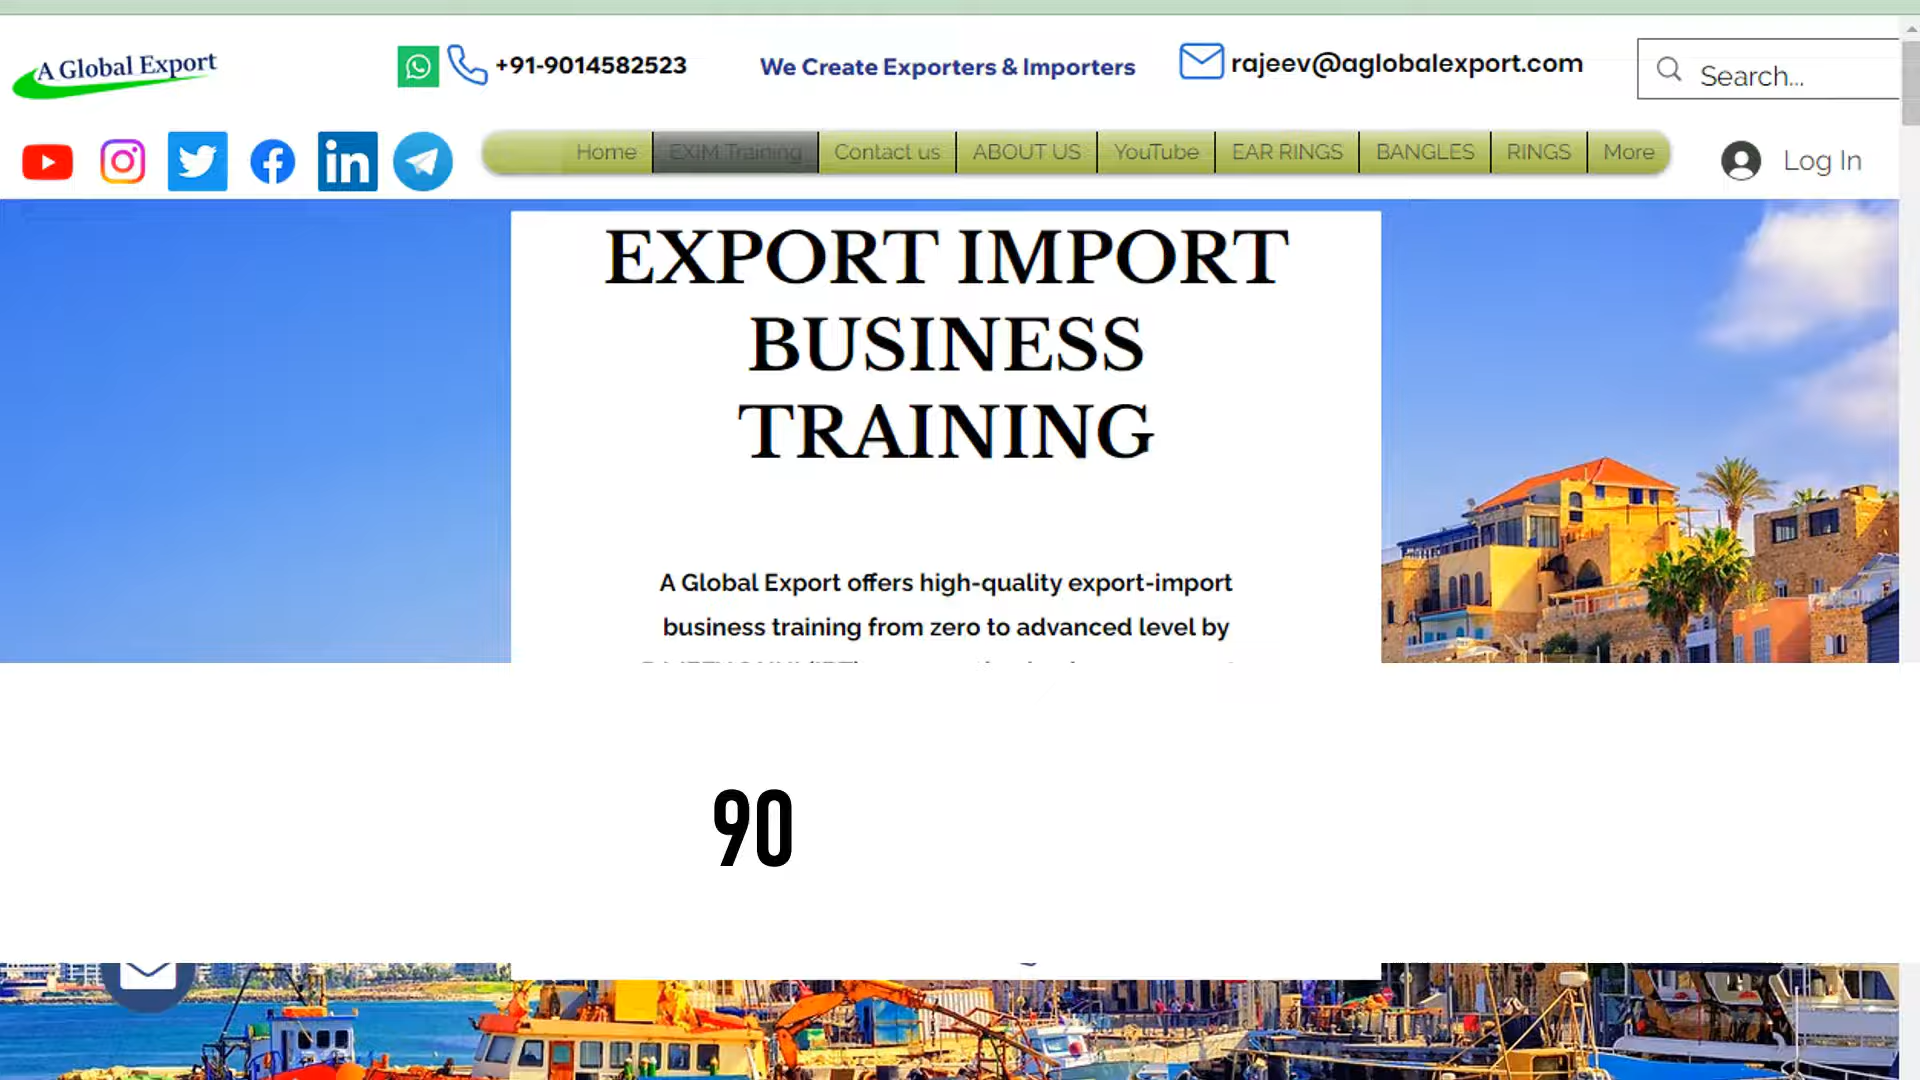 A Global Export
+91-9014582523
We Create Exporters & Importers
rajeev@aglobalexport.com
Search...
Home
EXIM Training
Contact us
ABOUT US
YouTube
EAR RINGS
BANGLES
RINGS
More
Log In
EXPORT IMPORT
BUSINESS
TRAINING
A Global Export offers high-quality export-import
business training from zero to advanced level by
90